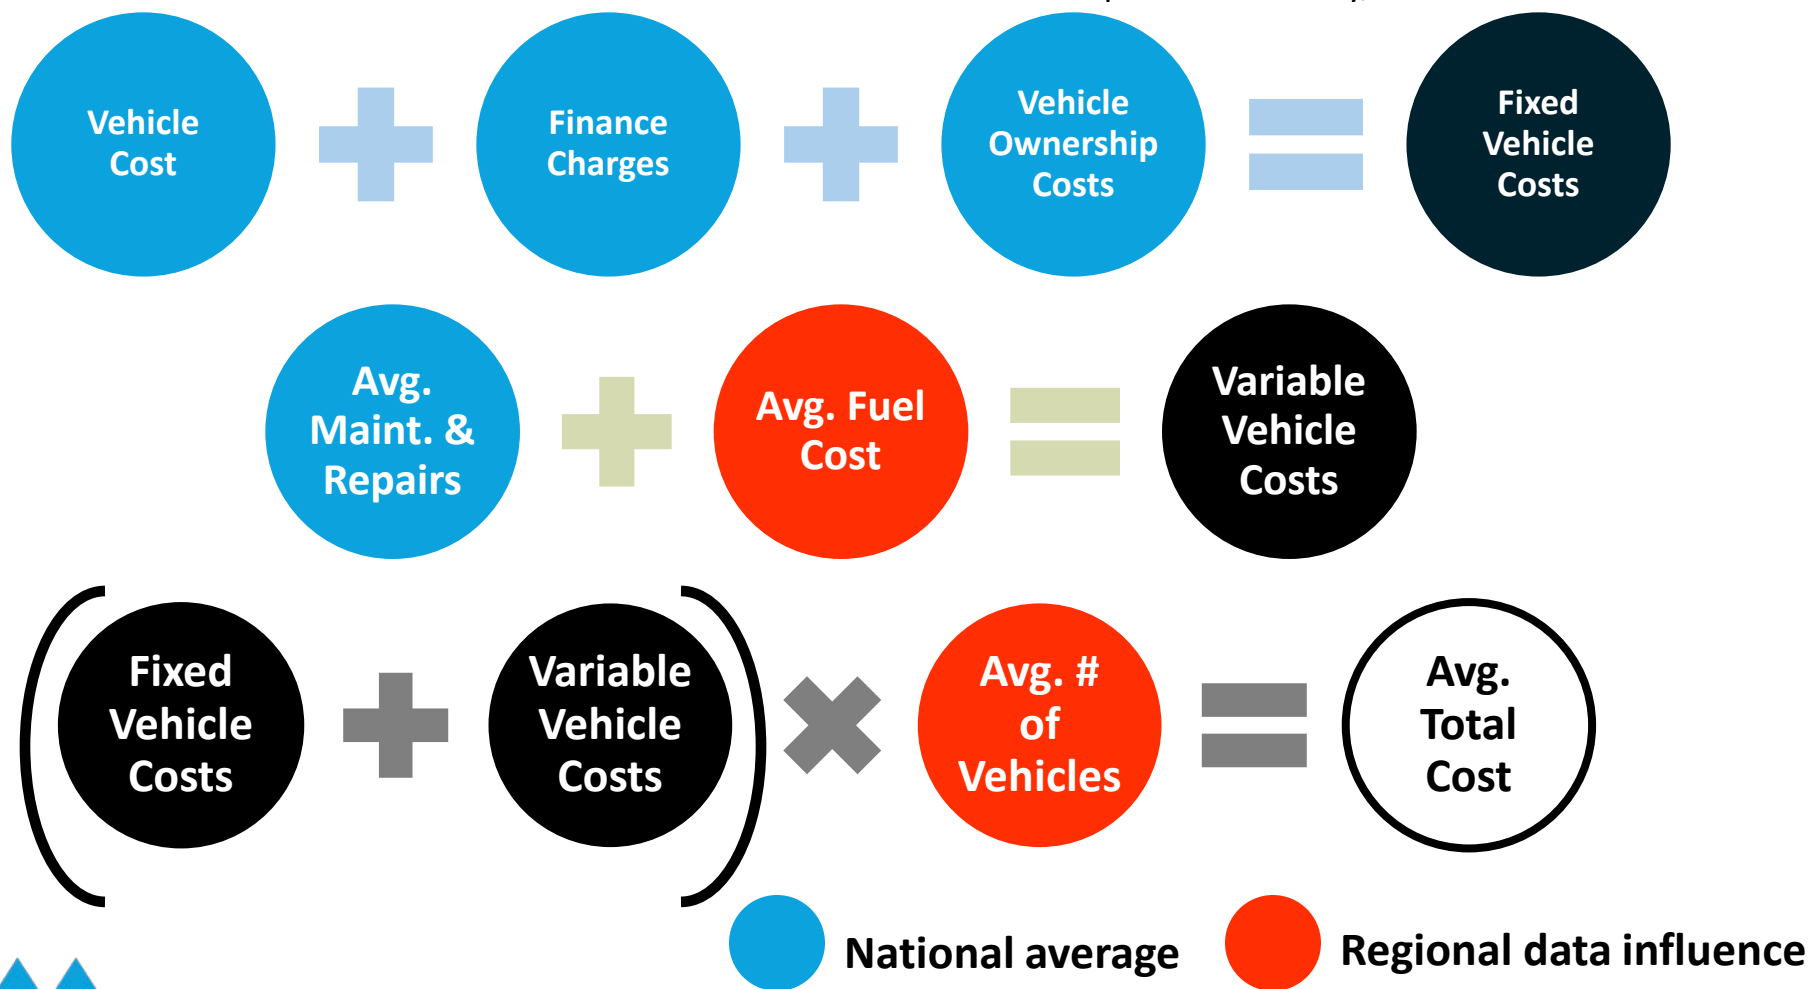 Vehicle
Cost
Finance
Charges
Vehicle
Ownership
Costs
Fixed
Vehicle
Costs
Avg.
Maint. &
Repairs
Avg. Fuel
Cost
Variable
Vehicle
Costs
Fixed
Vehicle
Costs
Variable
Vehicle
Costs
Avg. #
of
Vehicles
Avg.
Total
Cost
National average
Regional data influence